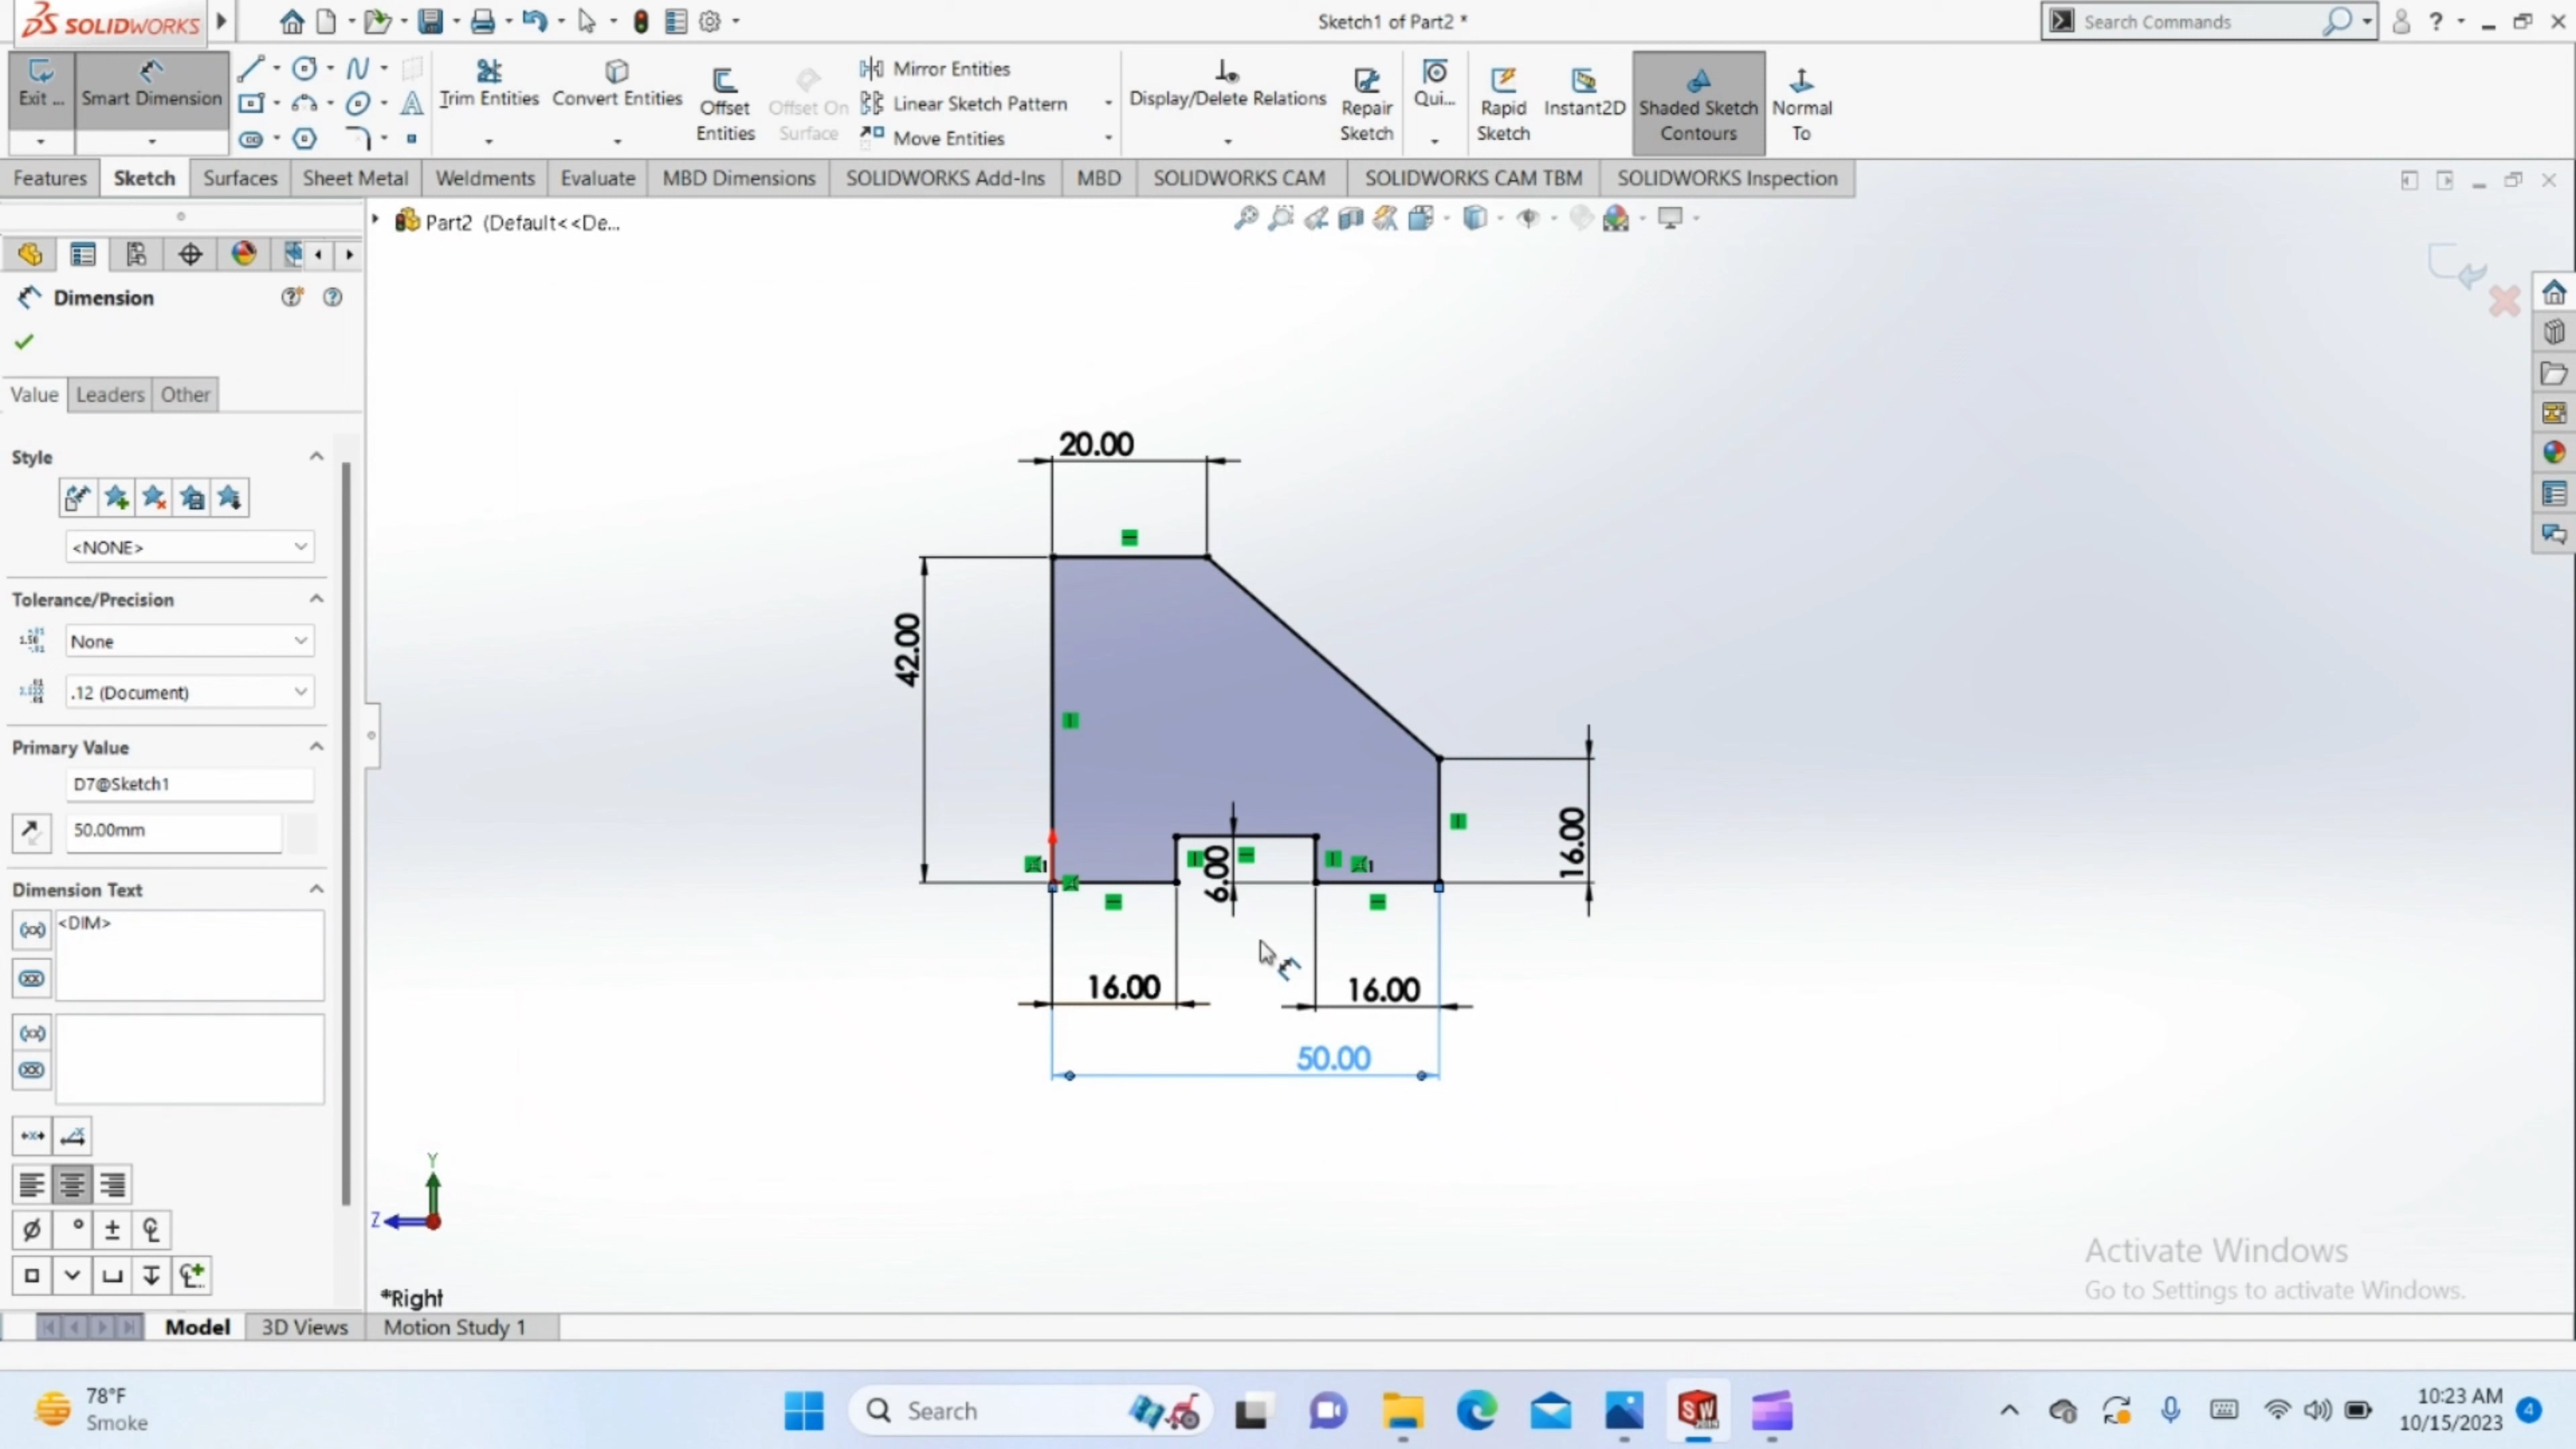 SOLIDWORKS
Sketch1 of Part2 *
Search Commands
Exit ...
Smart Dimension
Trim Entities
Convert Entities
Offset Entities
Offset On Surface
Mirror Entities
Linear Sketch Pattern
Move Entities
Display/Delete Relations
Repair Sketch
Qui...
Rapid Sketch
Instant2D
Shaded Sketch Contours
Normal To
Features
Sketch
Surfaces
Sheet Metal
Weldments
Evaluate
MBD Dimensions
SOLIDWORKS Add-Ins
MBD
SOLIDWORKS CAM
SOLIDWORKS CAM TBM
SOLIDWORKS Inspection
Part2 (Default<<De...
Dimension
Value
Leaders
Other
Style
<NONE>
Tolerance/Precision
None
.12 (Document)
Primary Value
D7@Sketch1
50.00mm
Dimension Text
<DIM>
20.00
42.00
16.00
6.00
16.00
16.00
50.00
Y
Z
*Right
Activate Windows
Go to Settings to activate Windows.
Model
3D Views
Motion Study 1
78°F
Smoke
Search
SW
10:23 AM
10/15/2023
4